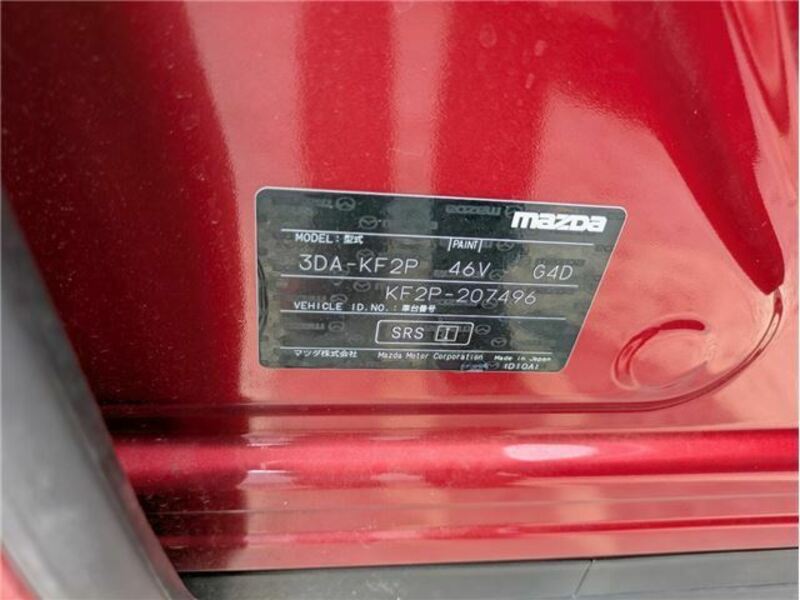 mazda
MODEL: 型式 PAINT
3DA-KF2P 46V G4D
KF2P-207496
VEHICLE ID.NO.: 車台番号
SRS I
マツダ株式会社 Mazda Motor Corporation Made in Japan